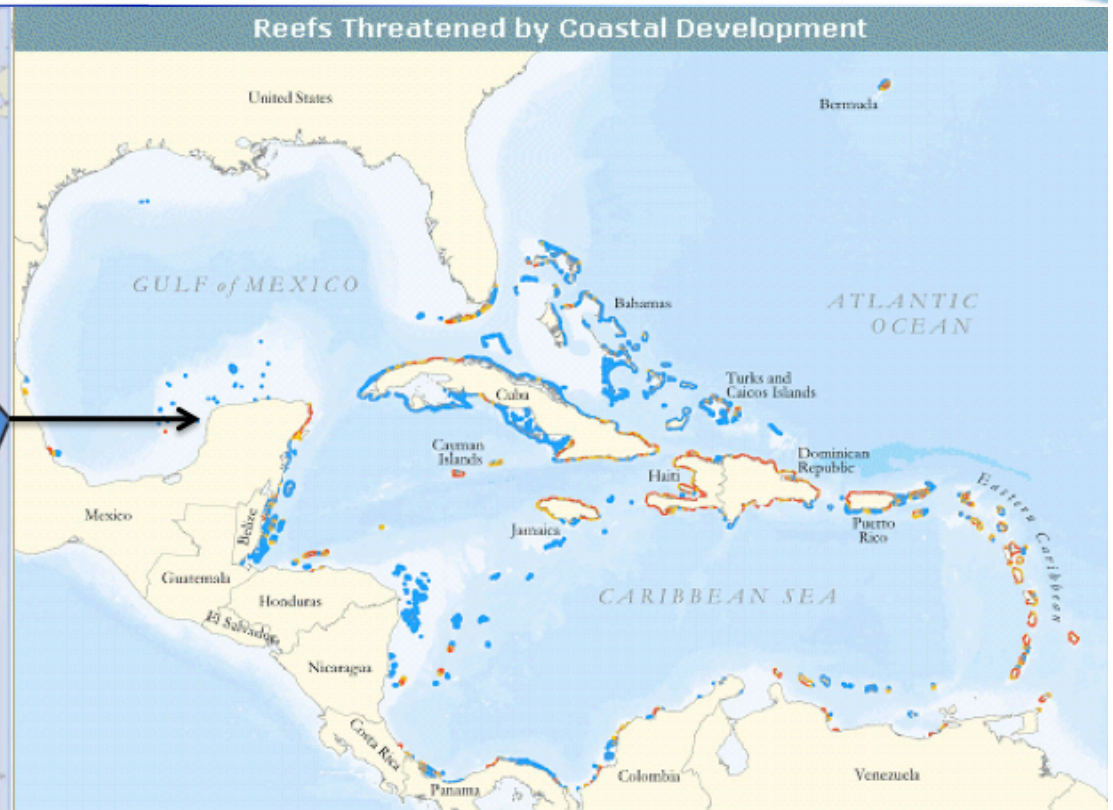 Reefs Threatened by Coastal Development
United States
Bermuda
GULF of MEXICO
Bahamas
ATLANTIC
OCEAN
Turks and
Caicos Islands
Cuba
Cayman
Islands
Dominican
Republic
Haiti
Eastern Caribbean
Mexico
Belize
Jamaica
Puerto
Rico
Guatemala
Honduras
CARIBBEAN SEA
El Salvador
Nicaragua
Costa Rica
Panama
Colombia
Venezuela